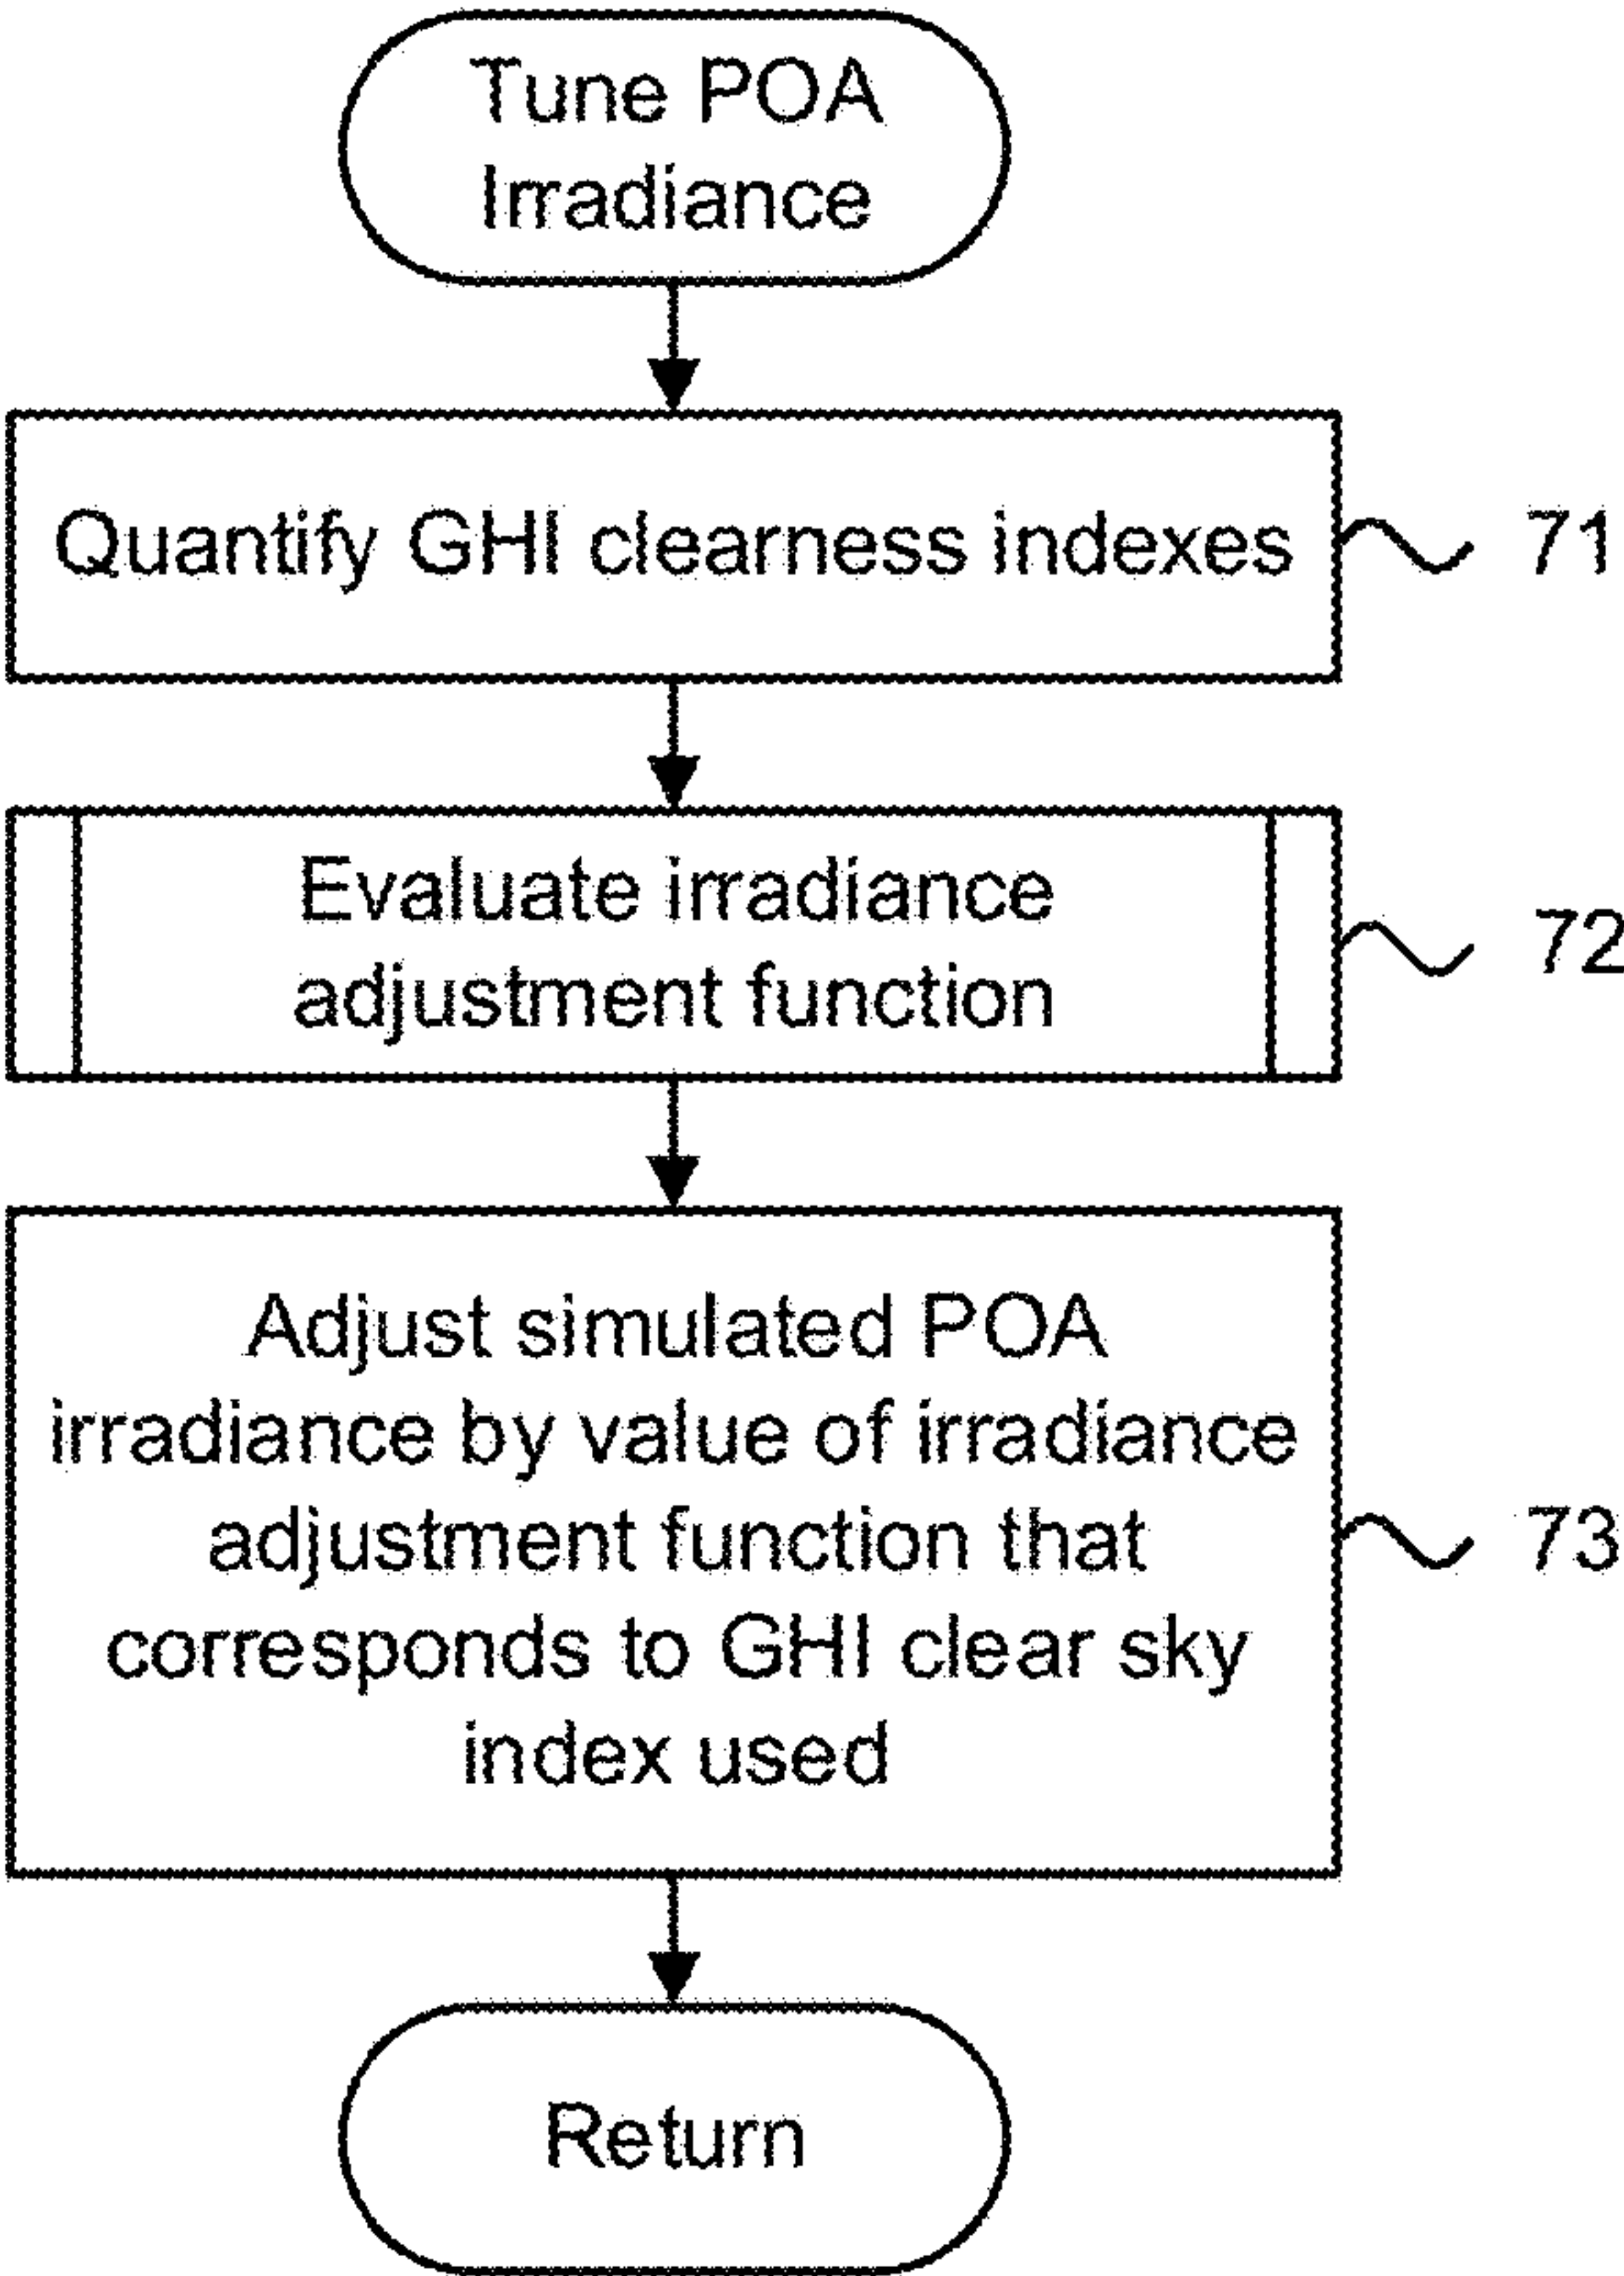 Tune POA
Irradiance
Quantify GHI clearness indexes
71
Evaluate irradiance
adjustment function
72
Adjust simulated POA
irradiance by value of irradiance
adjustment function that
corresponds to GHI clear sky
index used
73
Return